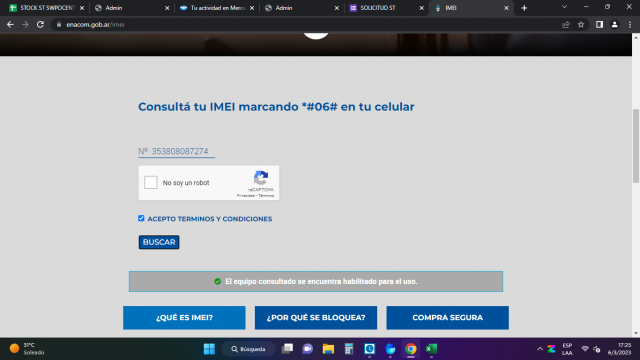 STOCK ST SWPOCENT
Admin
Tu actividad en Merca
Admin
SOLICITUD ST
IMEI
enacom.gob.ar/imei
Consultá tu IMEI marcando *#06# en tu celular
Nº 353808087274
No soy un robot
reCAPTCHA
Privacidad - Términos
ACEPTO TERMINOS Y CONDICIONES
BUSCAR
El equipo consultado se encuentra habilitado para el uso.
¿QUÉ ES IMEI?
¿POR QUÉ SE BLOQUEA?
COMPRA SEGURA
31°C
Soleado
Búsqueda
ESP
LAA
17:25
6/3/2023